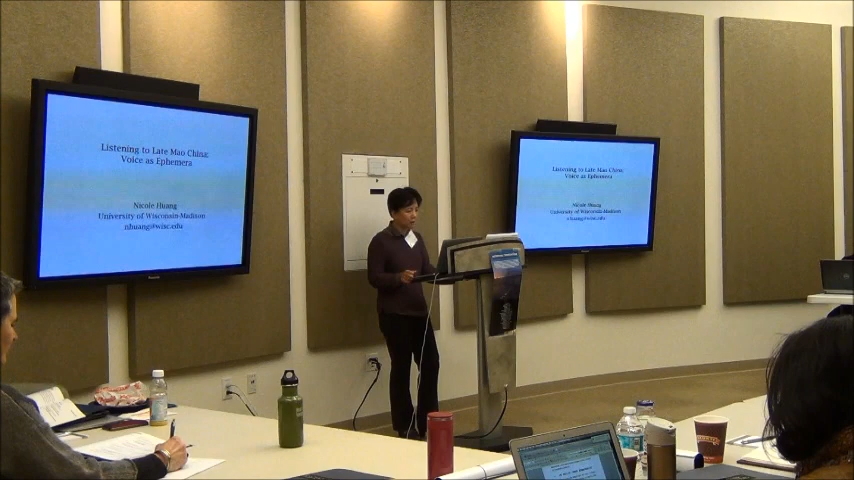 Listening to Late Mao China:
Voice as Ephemera
Nicole Huang
University of Wisconsin-Madison
nhuang@wisc.edu
Listening to Late Mao China:
Voice as Ephemera
Nicole Huang
University of Wisconsin-Madison
nhuang@wisc.edu